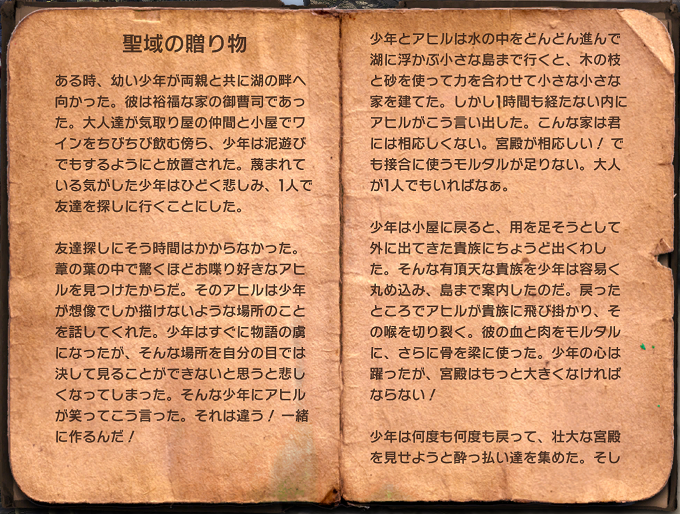 聖域の贈り物
ある時、幼い少年が両親と共に湖の畔へ
向かった。彼は裕福な家の御曹司であっ
た。大人達が気取り屋の仲間と小屋でワ
インをちびちび飲む傍ら、少年は泥遊び
でもするようにと放置された。蔑まれて
いる気がした少年はひどく悲しみ、1人で
友達を探しに行くことにした。
友達探しにそう時間はかからなかった。
葦の葉の中で驚くほどお喋り好きなアヒ
ルを見つけたからだ。そのアヒルは少年
が想像でしか描けないような場所のこと
を話してくれた。少年はすぐに物語の虜
になったが、そんな場所を自分の目では
決して見ることができないと思うと悲し
くなってしまった。そんな少年にアヒル
が笑ってこう言った。それは違う！一緒
に作るんだ！
少年とアヒルは水の中をどんどん進んで
湖に浮かぶ小さな島まで行くと、木の枝
と砂を使って力を合わせて小さな小さな
家を建てた。しかし1時間も経たない内に
アヒルがこう言い出した。こんな家は君
には相応しくない。宮殿が相応しい！で
も接合に使うモルタルが足りない。大人
が1人でもいればなぁ。
少年は小屋に戻ると、用を足そうとして
外に出てきた貴族にちょうど出くわし
た。そんな有頂天な貴族を少年は容易く
丸め込み、島まで案内したのだ。戻った
ところでアヒルが貴族に飛び掛かり、そ
の喉を切り裂く。彼の血と肉をモルタル
に、さらに骨を梁に使った。少年の心は
躍ったが、宮殿はもっと大きくなければ
ならない！
少年は何度も何度も戻って、壮大な宮殿
を見せようと酔っ払い達を集めた。そし